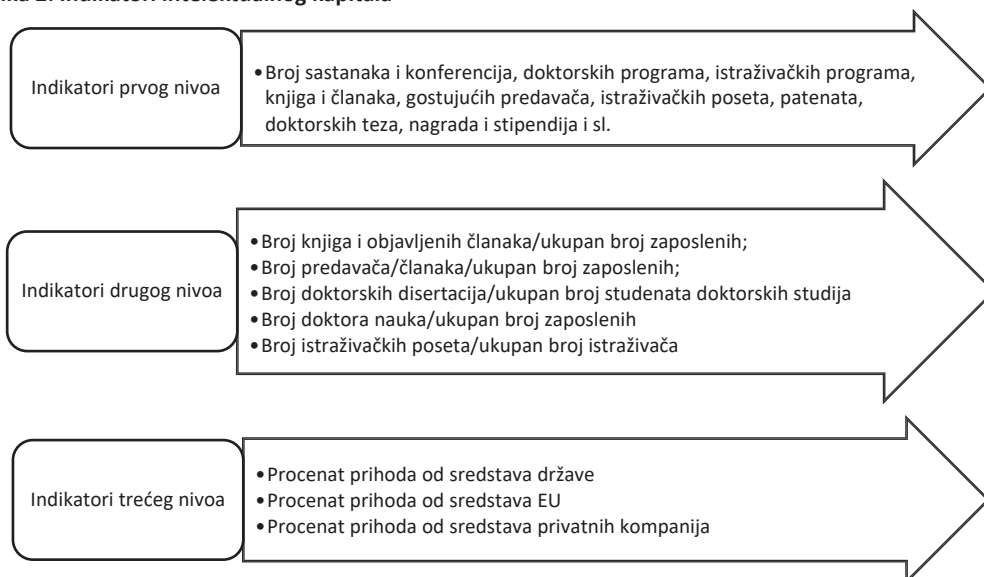 Indikatori intelektualnog kapitala
Indikatori prvog nivoa
•Broj sastanaka i konferencija, doktorskih programa, istraživačkih programa,
knjiga i članaka, gostujućih predavača, istraživačkih poseta, patenata,
doktorskih teza, nagrada i stipendija i sl.
Indikatori drugog nivoa
•Broj knjiga i objavljenih članaka/ukupan broj zaposlenih;
•Broj predavača/članaka/ukupan broj zaposlenih;
•Broj doktorskih disertacija/ukupan broj studenata doktorskih studija
•Broj doktora nauka/ukupan broj zaposlenih
•Broj istraživačkih poseta/ukupan broj istraživača
Indikatori trećeg nivoa
•Procenat prihoda od sredstava države
•Procenat prihoda od sredstava EU
•Procenat prihoda od sredstava privatnih kompanija